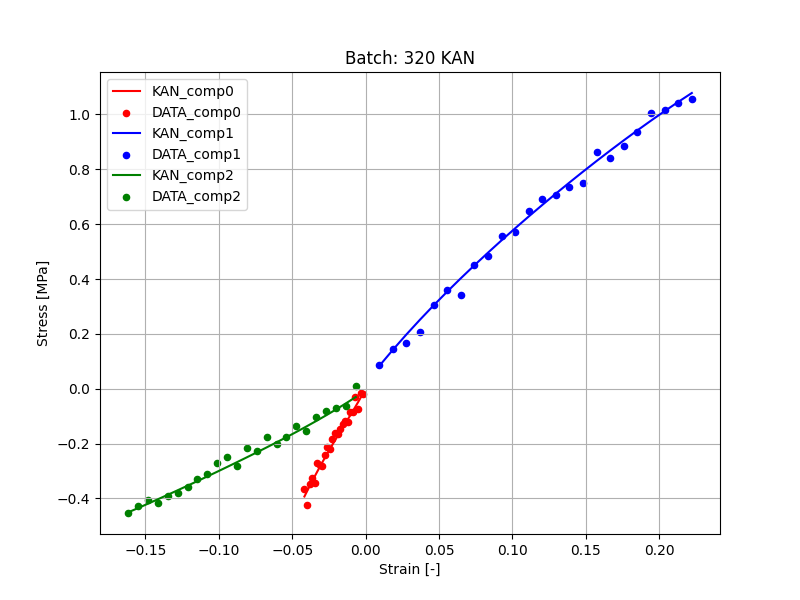 Batch: 320 KAN
KAN_comp0
DATA_comp0
KAN_comp1
DATA_comp1
KAN_comp2
DATA_comp2
1.0
0.8
0.6
0.4
0.2
0.0
−0.2
−0.4
Stress [MPa]
−0.15 −0.10 −0.05 0.00 0.05 0.10 0.15 0.20
Strain [-]